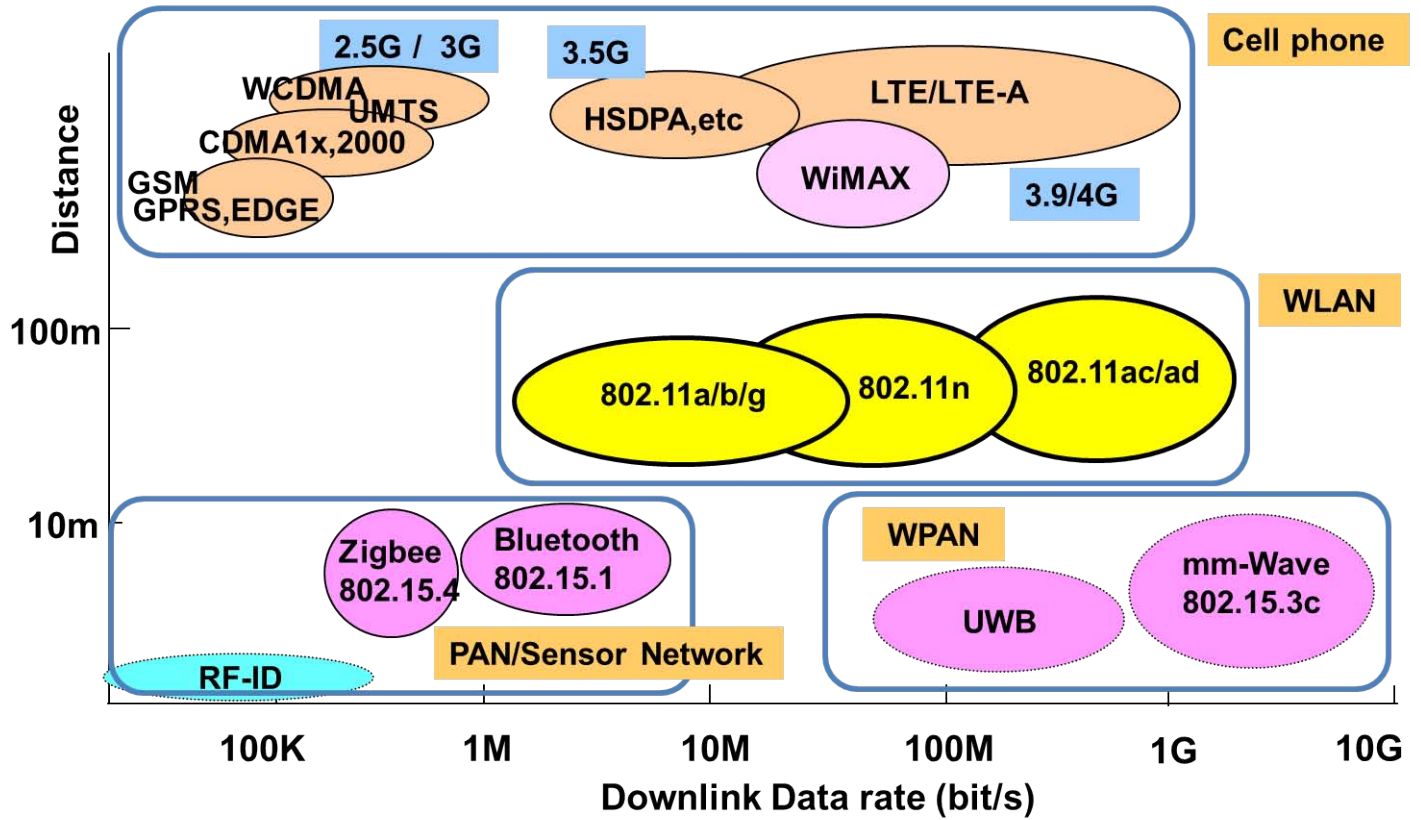 2.5G / 3G
3.5G
Cell phone
WCDMA
UMTS
HSDPA,etc
LTE/LTE-A
CDMA1x,2000
GSM
GPRS,EDGE
WiMAX
3.9/4G
Distance
WLAN
100m
802.11a/b/g
802.11n
802.11ac/ad
10m
Zigbee
802.15.4
Bluetooth
802.15.1
WPAN
UWB
mm-Wave
802.15.3c
PAN/Sensor Network
RF-ID
100K
1M
10M
100M
1G
10G
Downlink Data rate (bit/s)